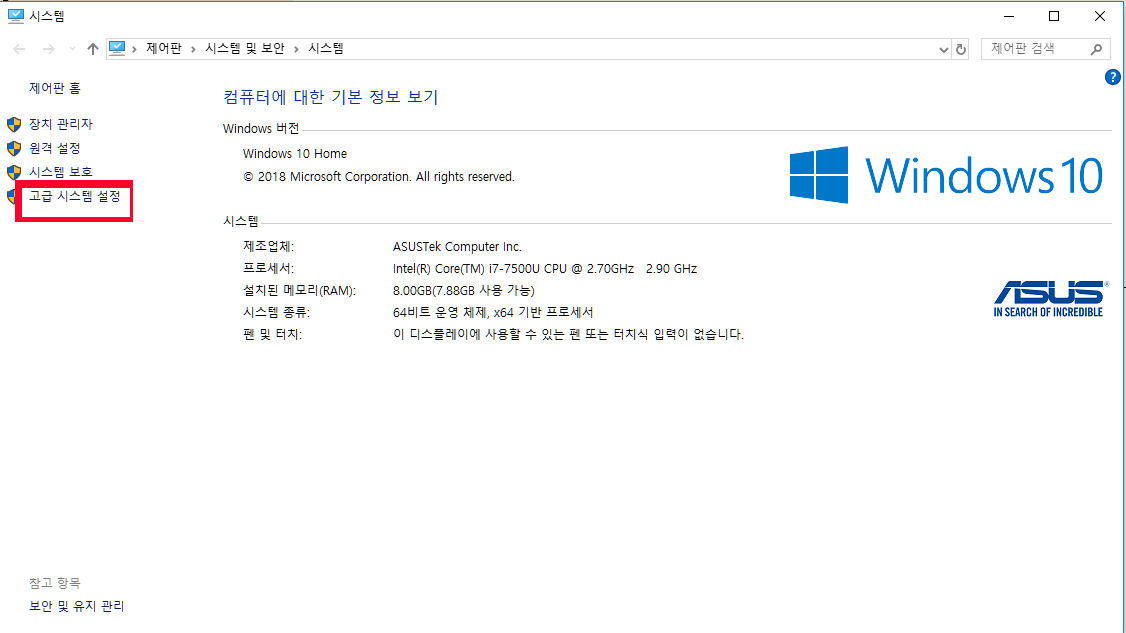 시스템
제어판 > 시스템 및 보안 > 시스템
제어판 검색
?
제어판 홈
장치 관리자
원격 설정
시스템 보호
고급 시스템 설정
컴퓨터에 대한 기본 정보 보기
Windows 버전
Windows 10 Home
© 2018 Microsoft Corporation. All rights reserved.
Windows 10
시스템
제조업체: ASUSTek Computer Inc.
프로세서: Intel(R) Core(TM) i7-7500U CPU @ 2.70GHz 2.90 GHz
설치된 메모리(RAM): 8.00GB(7.88GB 사용 가능)
시스템 종류: 64비트 운영 체제, x64 기반 프로세서
펜 및 터치: 이 디스플레이에 사용할 수 있는 펜 또는 터치식 입력이 없습니다.
ASUS®
IN SEARCH OF INCREDIBLE
참고 항목
보안 및 유지 관리